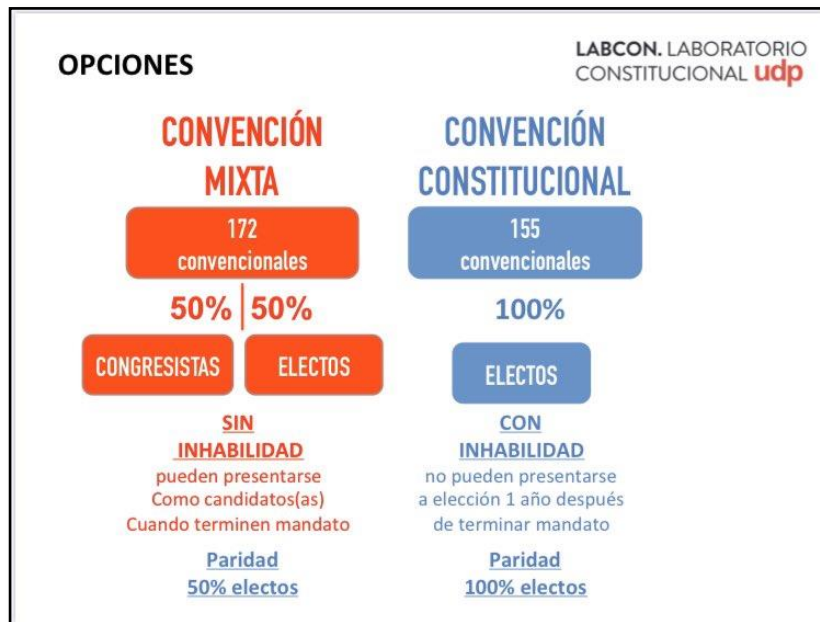 OPCIONES
LABCON. LABORATORIO
CONSTITUCIONAL udp
CONVENCIÓN
MIXTA
172
convencionales
50% 50%
CONGRESISTAS ELECTOS
SIN
INHABILIDAD
pueden presentarse
Como candidatos(as)
Cuando terminen mandato
Paridad
50% electos
CONVENCIÓN
CONSTITUCIONAL
155
convencionales
100%
ELECTOS
CON
INHABILIDAD
no pueden presentarse
a elección 1 año después
de terminar mandato
Paridad
100% electos